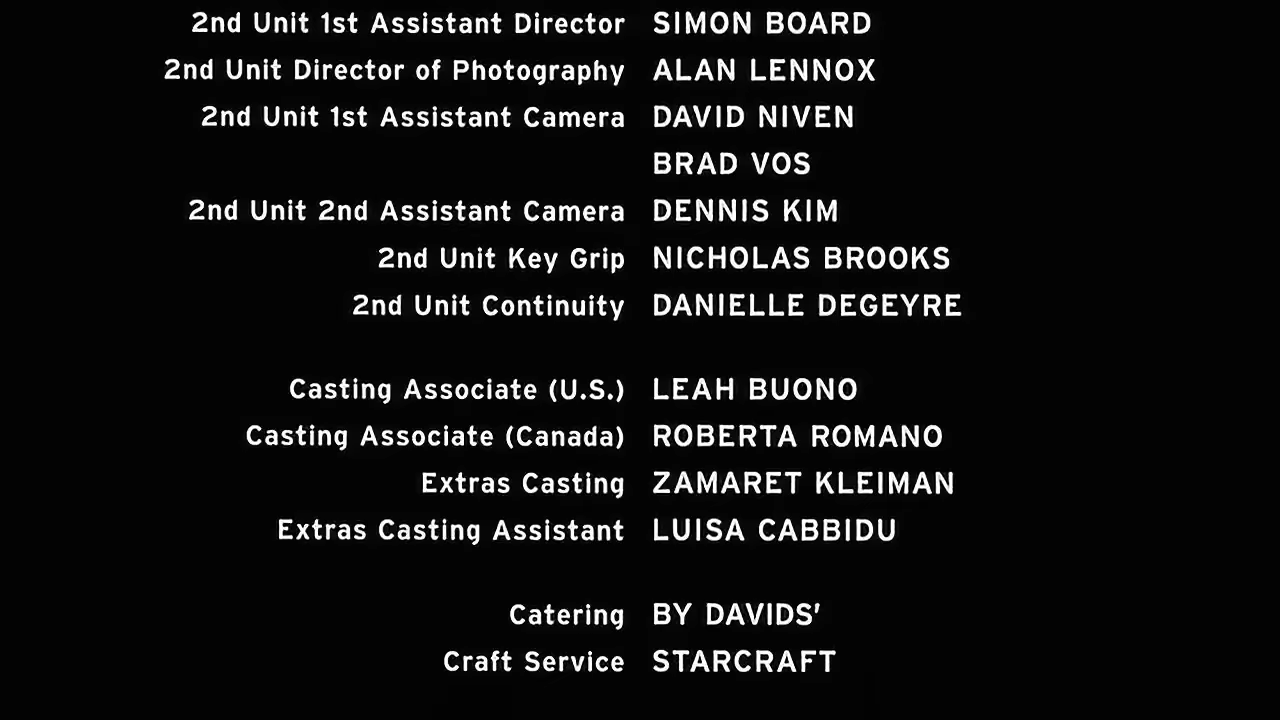 2nd Unit 1st Assistant Director SIMON BOARD
2nd Unit Director of Photography ALAN LENNOX
2nd Unit 1st Assistant Camera DAVID NIVEN
BRAD VOS
2nd Unit 2nd Assistant Camera DENNIS KIM
2nd Unit Key Grip NICHOLAS BROOKS
2nd Unit Continuity DANIELLE DEGEYRE
Casting Associate (U.S.) LEAH BUONO
Casting Associate (Canada) ROBERTA ROMANO
Extras Casting ZAMARET KLEIMAN
Extras Casting Assistant LUISA CABBIDU
Catering BY DAVIDS'
Craft Service STARCRAFT